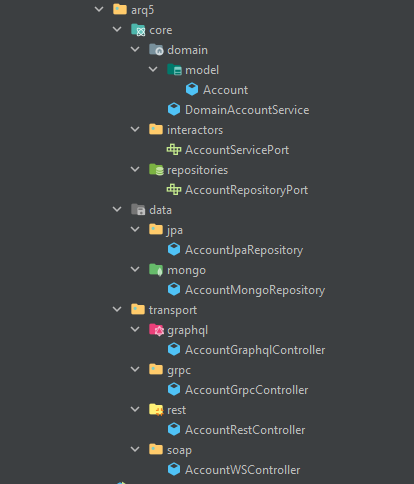 arq5
core
domain
model
Account
DomainAccountService
interactors
AccountServicePort
repositories
AccountRepositoryPort
data
jpa
AccountJpaRepository
mongo
AccountMongoRepository
transport
graphql
AccountGraphqlController
grpc
AccountGrpcController
rest
AccountRestController
soap
AccountWSController